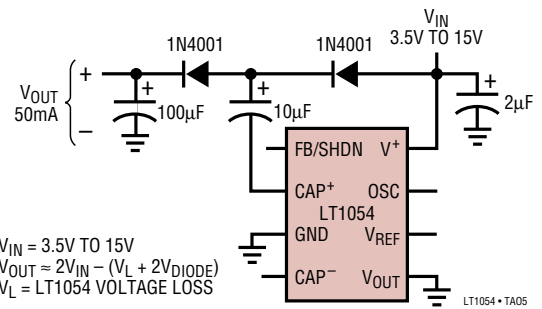 V_IN
3.5V TO 15V
1N4001
1N4001
V_OUT
50mA
+
–
+
100µF
+
10µF
+
2µF
FB/SHDN
V+
CAP+
OSC
LT1054
GND
V_REF
CAP–
V_OUT
V_IN = 3.5V TO 15V
V_OUT ≈ 2V_IN – (V_L + 2V_DIODE)
V_L = LT1054 VOLTAGE LOSS
LT1054 • TA05